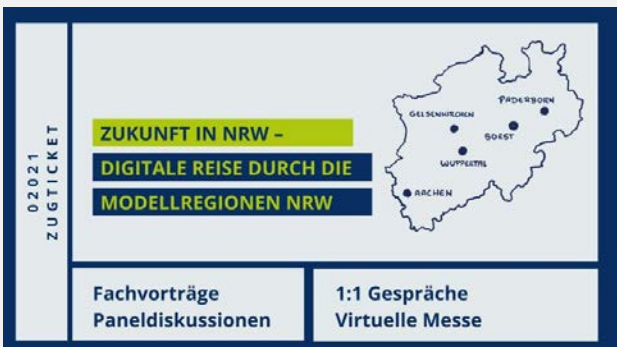 02021
ZUGTICKET
ZUKUNFT IN NRW –
DIGITALE REISE DURCH DIE
MODELLREGIONEN NRW
PADERBORN
GELSENKIRCHEN
SOEST
WUPPERTAL
AACHEN
Fachvorträge
Paneldiskussionen
1:1 Gespräche
Virtuelle Messe